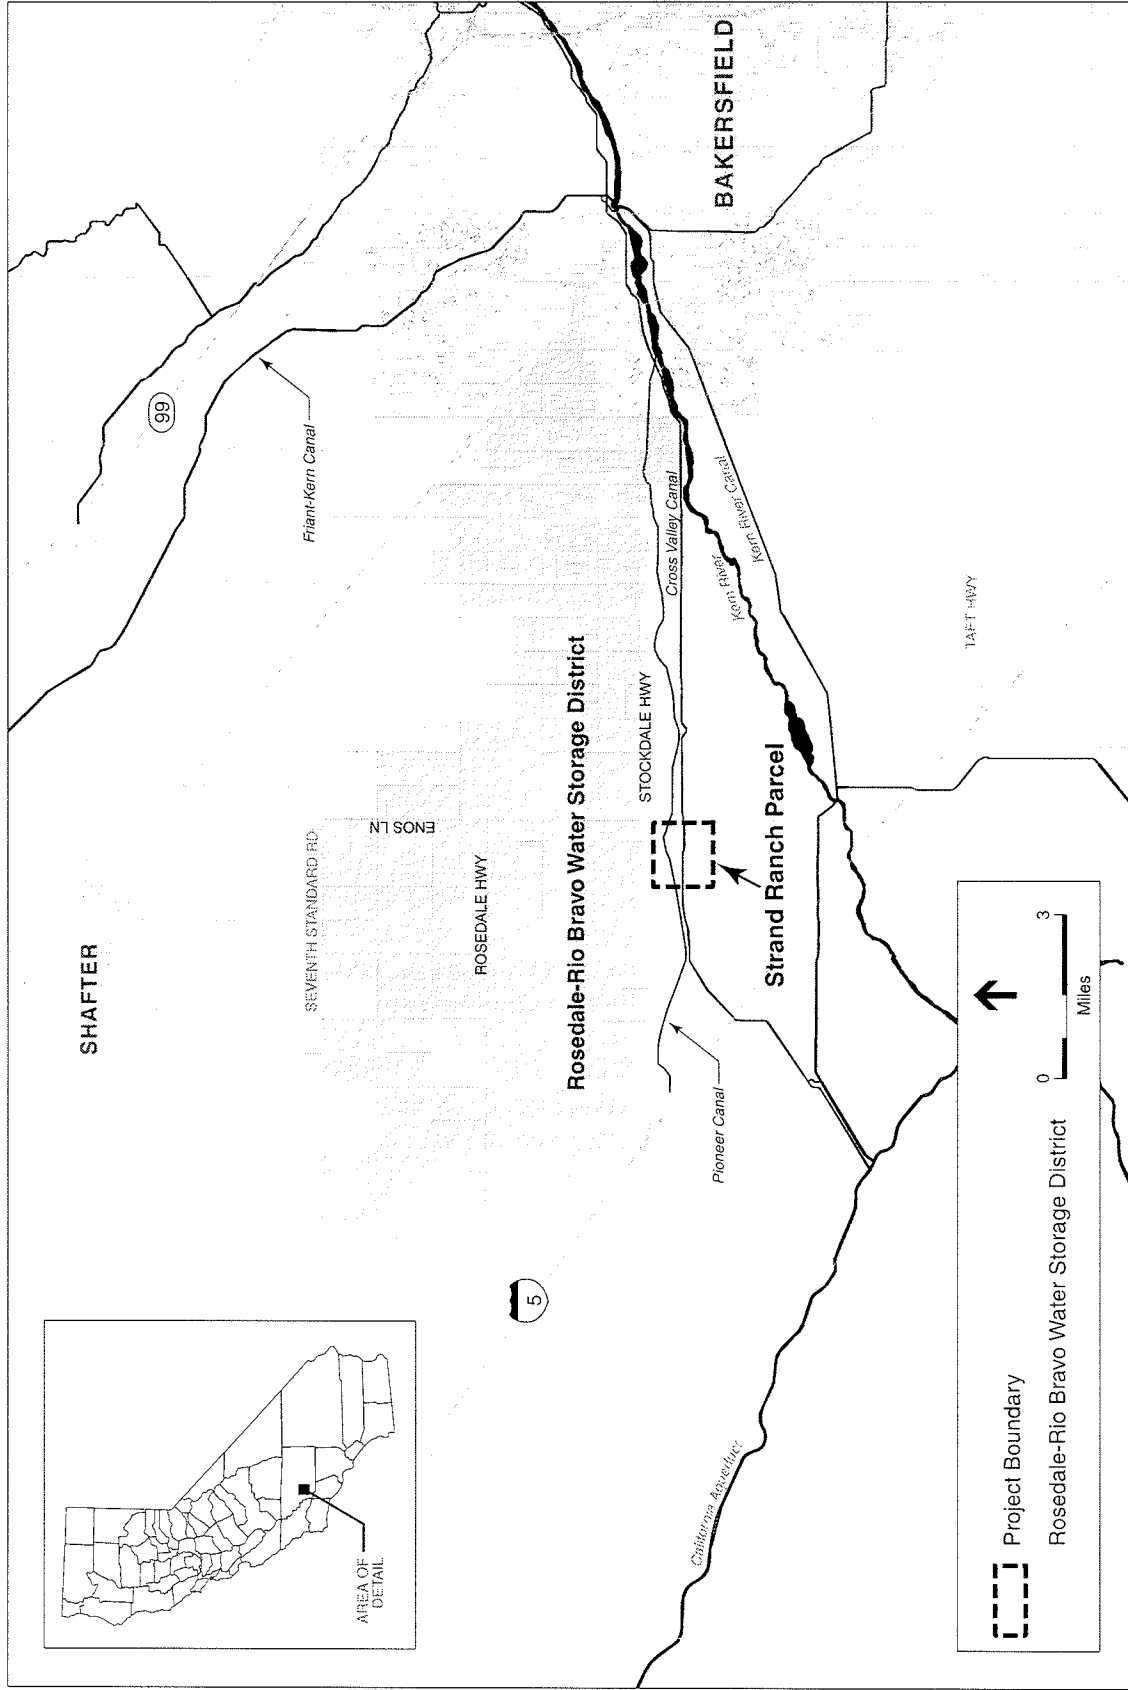 SHAFTER
99
Friant-Kern Canal
SEVENTH STANDARD RD
ENOS LN
ROSEDALE HWY
5
Rosedale-Rio Bravo Water Storage District
STOCKDALE HWY
Cross Valley Canal
BAKERSFIELD
Kern River
Kern River Canal
Pioneer Canal
Strand Ranch Parcel
TAFT HWY
California Aqueduct
AREA OF
DETAIL
Project Boundary
Rosedale-Rio Bravo Water Storage District
0
3
Miles